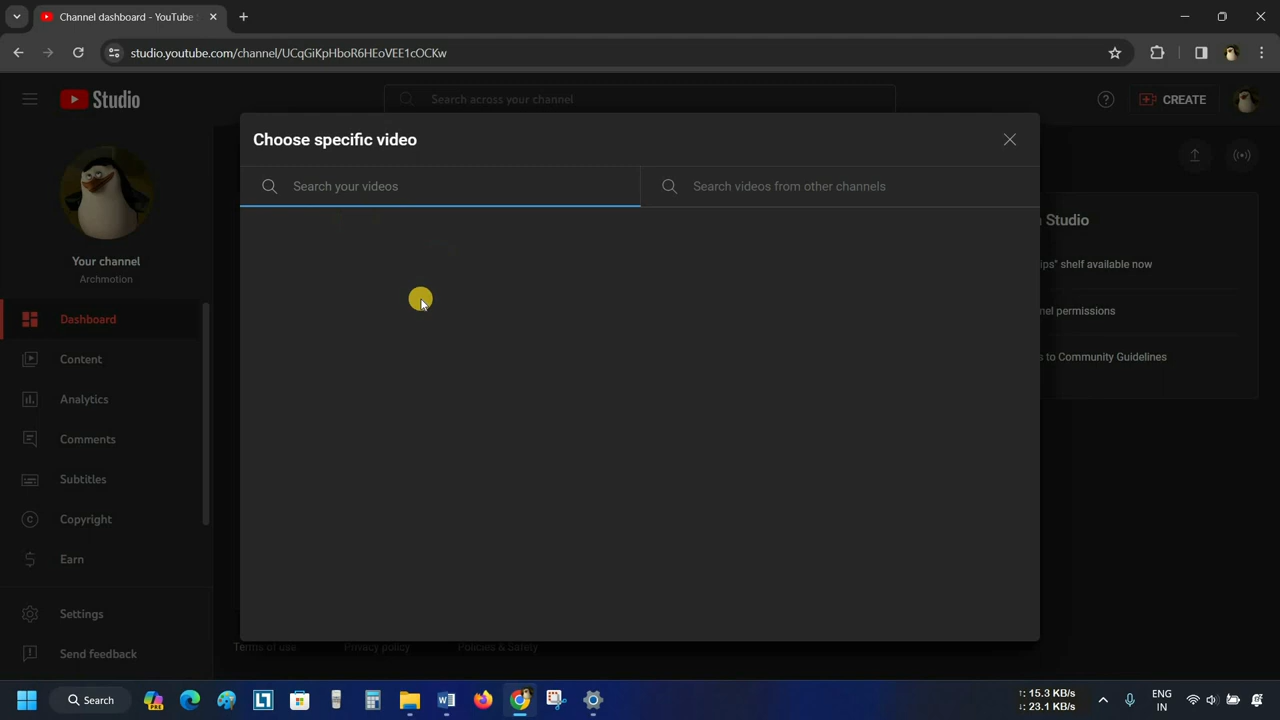 Channel dashboard - YouTube S
studio.youtube.com/channel/UCqGiKpHboR6HEoVEE1cOCKw
Studio
Search across your channel
CREATE
Choose specific video
Search your videos
Search videos from other channels
Studio
Your channel
Archmotion
ips" shelf available now
nel permissions
s to Community Guidelines
Dashboard
Content
Analytics
Comments
Subtitles
Copyright
Earn
Settings
Send feedback
Terms of use
Privacy policy
Policies & Safety
Search
PRE
↑: 15.3 KB/s
↓: 23.1 KB/s
ENG
IN